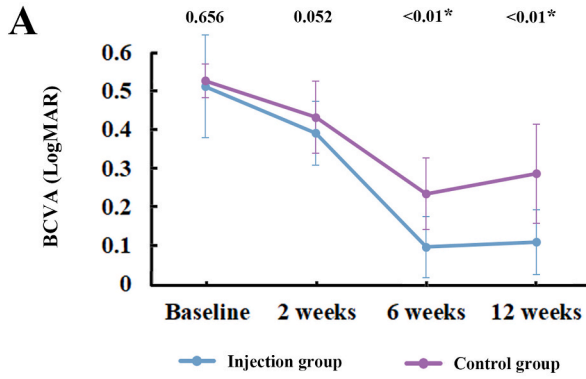 A
0.656 0.052 <0.01* <0.01*
0.6
0.5
0.4
0.3
0.2
0.1
0
BCVA (LogMAR)
Baseline 2 weeks 6 weeks 12 weeks
Injection group Control group